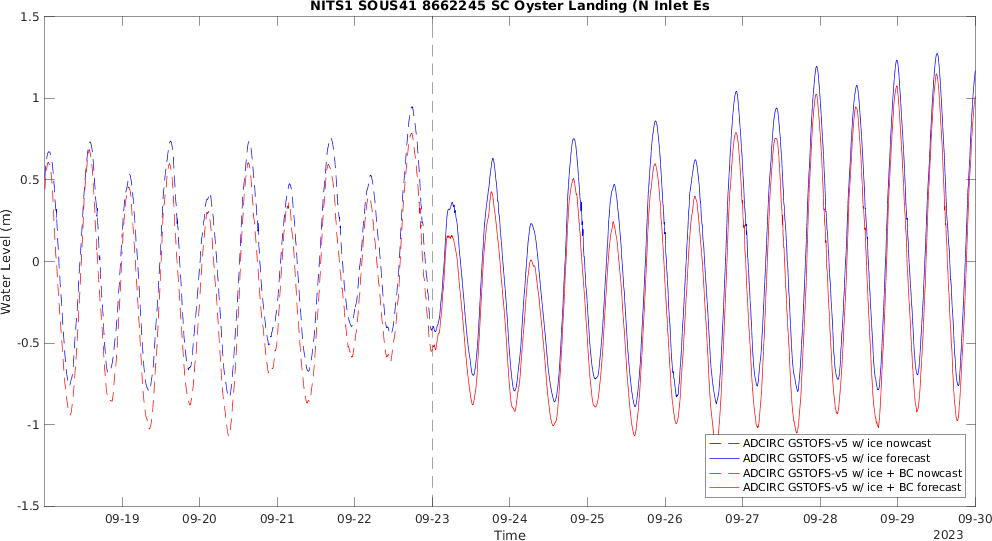 NITS1 SOUS41 8662245 SC Oyster Landing (N Inlet Es
Water Level (m)
1.5
1
0.5
0
-0.5
-1
-1.5
09-19 09-20 09-21 09-22 09-23 09-24 09-25 09-26 09-27 09-28 09-29 09-30
Time
2023
ADCIRC GSTOFS-v5 w/ ice nowcast
ADCIRC GSTOFS-v5 w/ ice forecast
ADCIRC GSTOFS-v5 w/ ice + BC nowcast
ADCIRC GSTOFS-v5 w/ ice + BC forecast